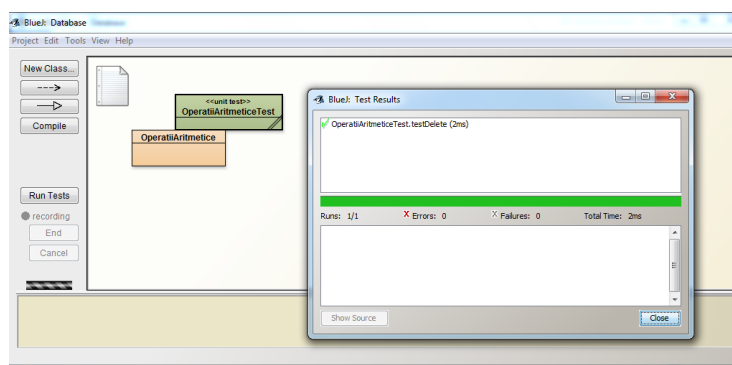 BlueJ: Database
Project Edit Tools View Help
New Class...
--->
Compile
Run Tests
recording
End
Cancel
<<unit test>>
OperatiiAritmeticeTest
OperatiiAritmetice
BlueJ: Test Results
OperatiiAritmeticeTest.testDelete (2ms)
Runs: 1/1 X Errors: 0 X Failures: 0 Total Time: 2ms
Show Source Close